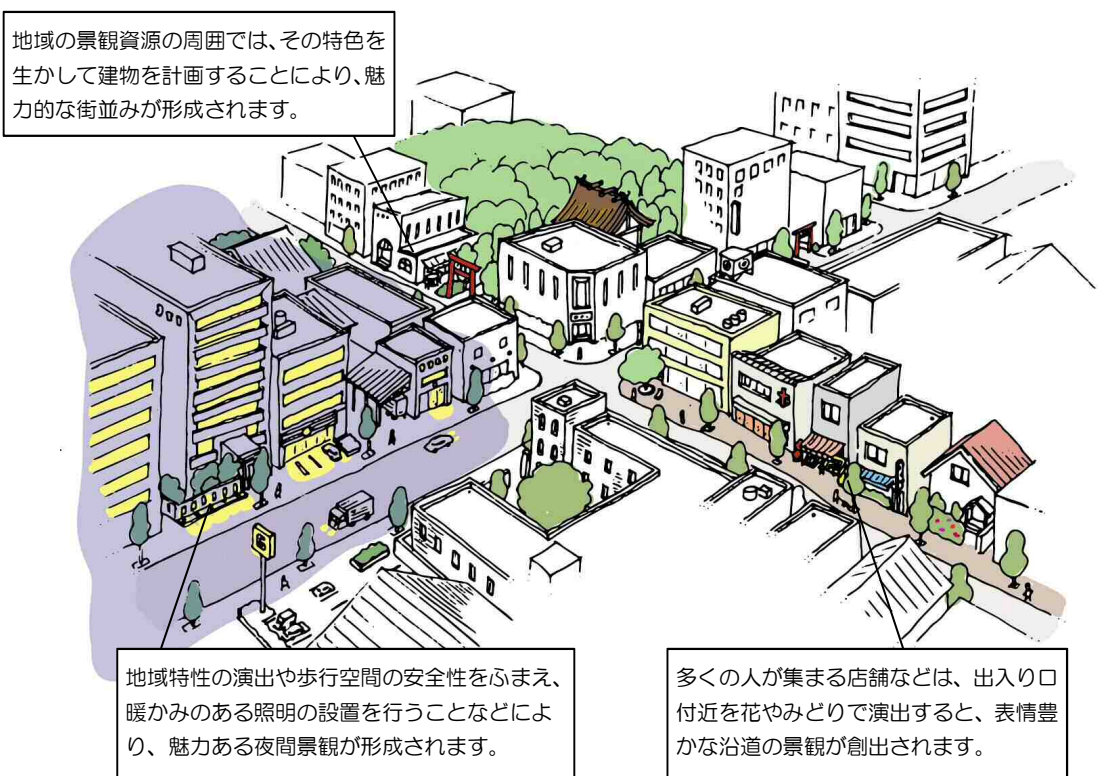 地域の景観資源の周囲では、その特色を
生かして建物を計画することにより、魅
力的な街並みが形成されます。
地域特性の演出や歩行空間の安全性をふまえ、
暖かみのある照明の設置を行うことなどによ
り、魅力ある夜間景観が形成されます。
多くの人が集まる店舗などは、出入り口
付近を花やみどりで演出すると、表情豊
かな沿道の景観が創出されます。